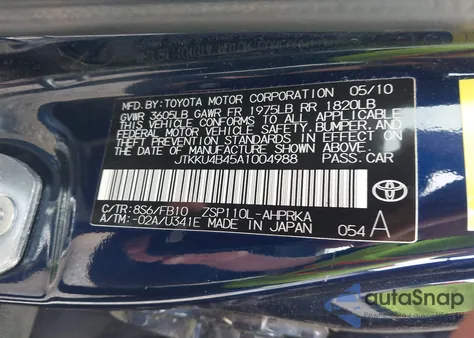 MFD. BY: TOYOTA MOTOR CORPORATION 05/10
GVWR 3605LB GAWR FR 1975LB RR 1820LB
THIS VEHICLE CONFORMS TO ALL APPLICABLE
FEDERAL MOTOR VEHICLE SAFETY, BUMPER, AND
THEFT PREVENTION STANDARDS IN EFFECT ON
THE DATE OF MANUFACTURE SHOWN ABOVE.
JTKKU4B45A1004988 PASS.CAR
C/TR: 8S6/FB10 ZSP110L-AHPRKA
A/TM: -02A/U341E MADE IN JAPAN 054 A
autoSnap